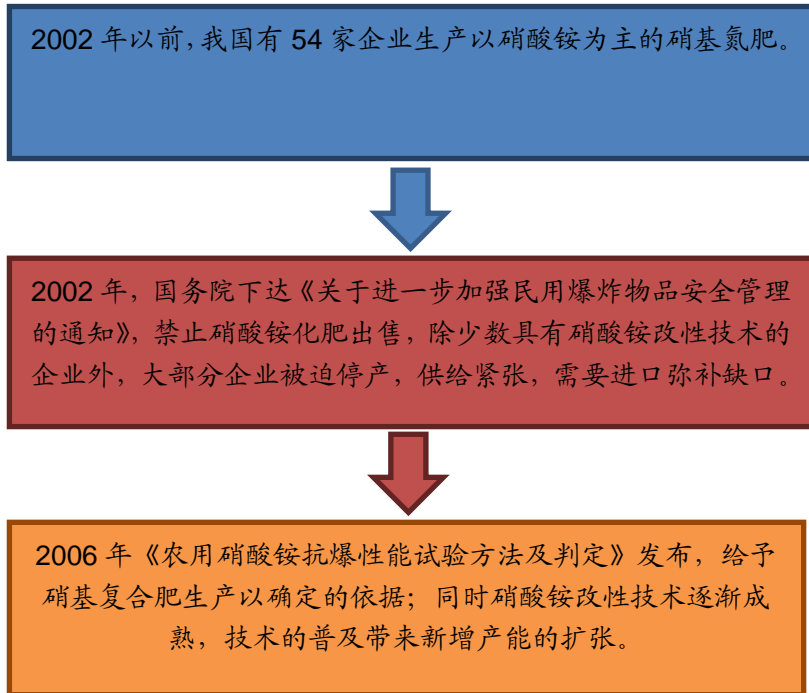 2002 年以前，我国有 54 家企业生产以硝酸铵为主的硝基氮肥。
2002 年，国务院下达《关于进一步加强民用爆炸物品安全管理
的通知》，禁止硝酸铵化肥出售，除少数具有硝酸铵改性技术的
企业外，大部分企业被迫停产，供给紧张，需要进口弥补缺口。
2006 年《农用硝酸铵抗爆性能试验方法及判定》发布，给予
硝基复合肥生产以确定的依据；同时硝酸铵改性技术逐渐成
熟，技术的普及带来新增产能的扩张。